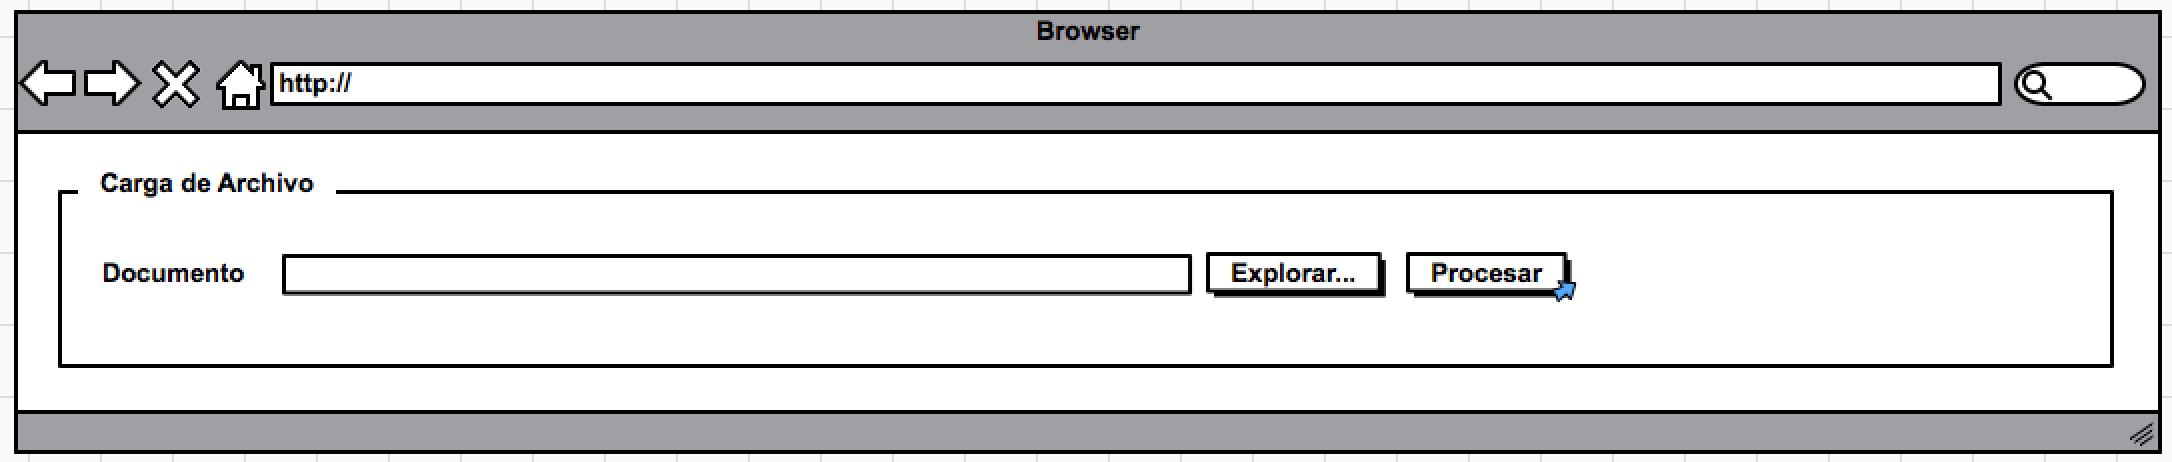 Browser
http://
Carga de Archivo
Documento Explorar... Procesar